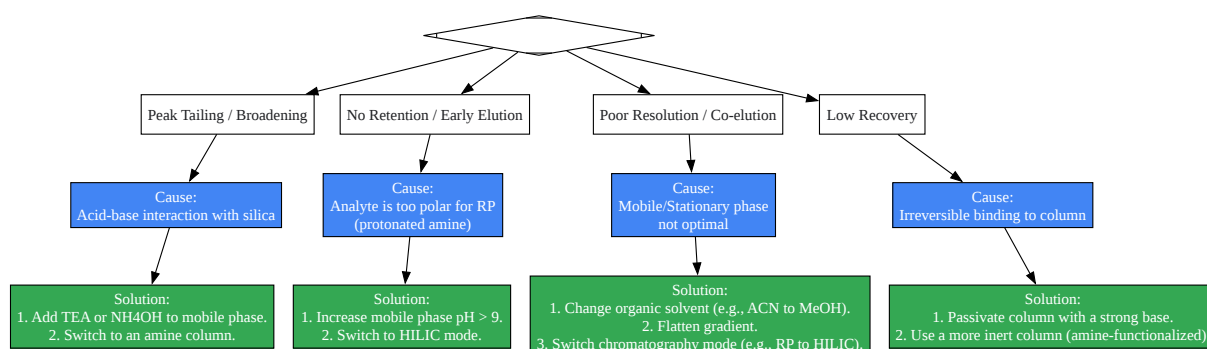 Peak Tailing / Broadening
No Retention / Early Elution
Poor Resolution / Co-elution
Low Recovery
Cause:
Acid-base interaction with silica
Cause:
Analyte is too polar for RP
(protonated amine)
Cause:
Mobile/Stationary phase
not optimal
Cause:
Irreversible binding to column
Solution:
1. Add TEA or NH4OH to mobile phase.
2. Switch to an amine column.
Solution:
1. Increase mobile phase pH > 9.
2. Switch to HILIC mode.
Solution:
1. Change organic solvent (e.g., ACN to MeOH).
2. Flatten gradient.
3. Switch chromatography mode (e.g., RP to HILIC).
Solution:
1. Passivate column with a strong base.
2. Use a more inert column (amine-functionalized)